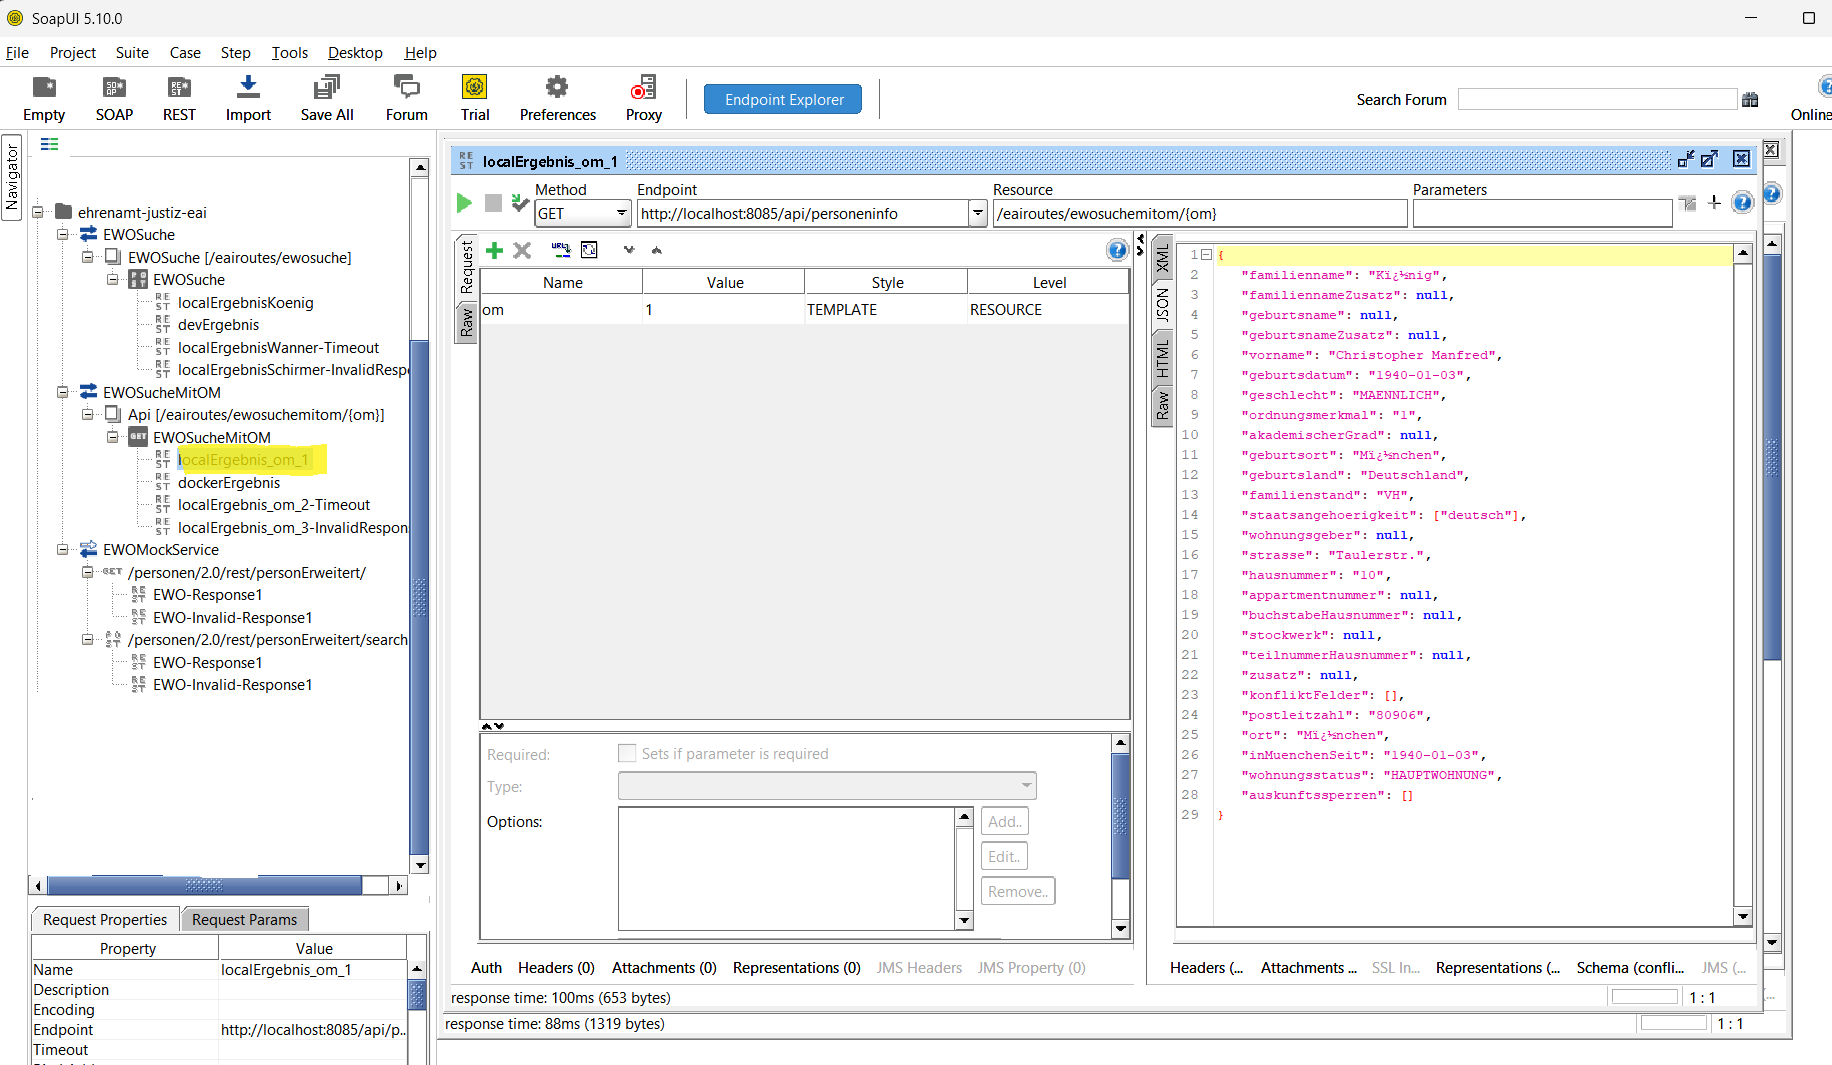 SoapUI 5.10.0
File Project Suite Case Step Tools Desktop Help
Empty SOAP REST Import Save All Forum Trial Preferences Proxy Endpoint Explorer Search Forum Online
Navigator
ehrenamt-justiz-eai
EWOSuche
EWOSuche [/eairoutes/ewosuche]
EWOSuche
localErgebnisKoenig
devErgebnis
localErgebnisWanner-Timeout
localErgebnisSchirmer-InvalidRespo
EWOSucheMitOM
Api [/eairoutes/ewosuchemitom/{om}]
EWOSucheMitOM
localErgebnis_om_1
dockerErgebnis
localErgebnis_om_2-Timeout
localErgebnis_om_3-InvalidRespon
EWOMockService
GET /personen/2.0/rest/personErweitert/
EWO-Response1
EWO-Invalid-Response1
POST /personen/2.0/rest/personErweitert/search
EWO-Response1
EWO-Invalid-Response1
Request Properties Request Params
Property Value
Name localErgebnis_om_1
Description
Encoding
Endpoint http://localhost:8085/api/p..
Timeout
REST localErgebnis_om_1
Method Endpoint Resource Parameters
GET http://localhost:8085/api/personeninfo /eairoutes/ewosuchemitom/{om}
Request
Raw
Name Value Style Level
om 1 TEMPLATE RESOURCE
Required: Sets if parameter is required
Type:
Options:
Add..
Edit..
Remove..
Auth Headers (0) Attachments (0) Representations (0) JMS Headers JMS Property (0)
XML
JSON
HTML
Raw
1 {
2 "familienname": "Kï¿½nig",
3 "familiennameZusatz": null,
4 "geburtsname": null,
5 "geburtsnameZusatz": null,
6 "vorname": "Christopher Manfred",
7 "geburtsdatum": "1940-01-03",
8 "geschlecht": "MAENNLICH",
9 "ordnungsmerkmal": "1",
10 "akademischerGrad": null,
11 "geburtsort": "Mï¿½nchen",
12 "geburtsland": "Deutschland",
13 "familienstand": "VH",
14 "staatsangehoerigkeit": ["deutsch"],
15 "wohnungsgeber": null,
16 "strasse": "Taulerstr.",
17 "hausnummer": "10",
18 "appartmentnummer": null,
19 "buchstabeHausnummer": null,
20 "stockwerk": null,
21 "teilnummerHausnummer": null,
22 "zusatz": null,
23 "konfliktFelder": [],
24 "postleitzahl": "80906",
25 "ort": "Mï¿½nchen",
26 "inMuenchenSeit": "1940-01-03",
27 "wohnungsstatus": "HAUPTWOHNUNG",
28 "auskunftssperren": []
29 }
Headers (... Attachments ... SSL In... Representations (... Schema (confli... JMS (...
response time: 100ms (653 bytes) 1 : 1
response time: 88ms (1319 bytes) 1 : 1